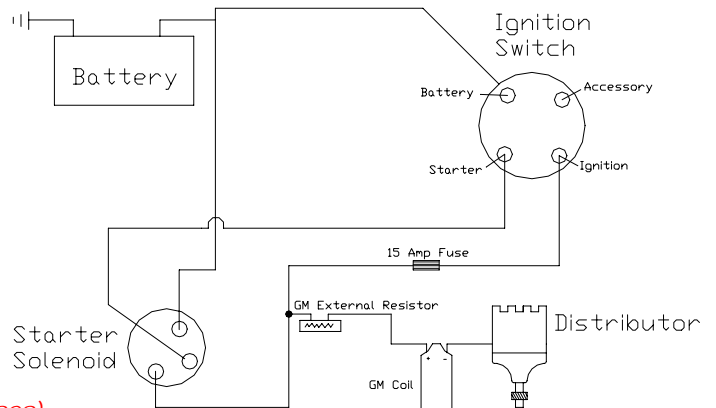 Ignition
Switch
Battery
Battery
Accessory
Starter
Ignition
15 Amp Fuse
GM External Resistor
Distributor
Starter
Solenoid
GM Coil
+ -